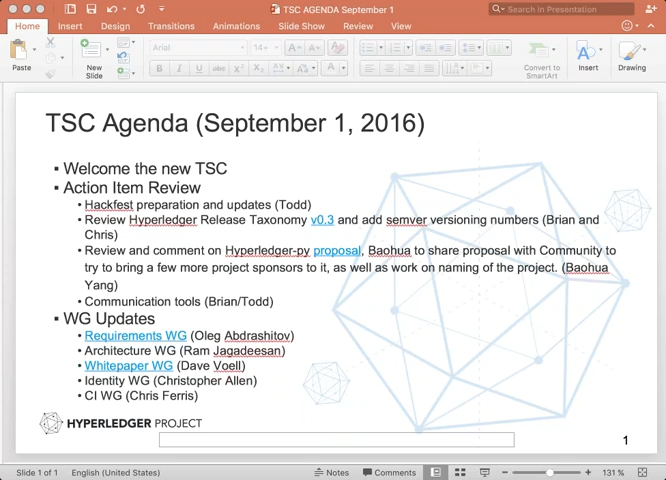 TSC AGENDA September 1
Search in Presentation
Home Insert Design Transitions Animations Slide Show Review View
Arial 14
Paste New Slide Convert to SmartArt Insert Drawing
B I U abc X² X₂ AV Aa A
TSC Agenda (September 1, 2016)
▪ Welcome the new TSC
▪ Action Item Review
• Hackfest preparation and updates (Todd)
• Review Hyperledger Release Taxonomy v0.3 and add semver versioning numbers (Brian and
Chris)
• Review and comment on Hyperledger-py proposal, Baohua to share proposal with Community to
try to bring a few more project sponsors to it, as well as work on naming of the project. (Baohua
Yang)
• Communication tools (Brian/Todd)
▪ WG Updates
• Requirements WG (Oleg Abdrashitov)
• Architecture WG (Ram Jagadeesan)
• Whitepaper WG (Dave Voell)
• Identity WG (Christopher Allen)
• CI WG (Chris Ferris)
HYPERLEDGER PROJECT
1
Slide 1 of 1 English (United States) Notes Comments 131 %